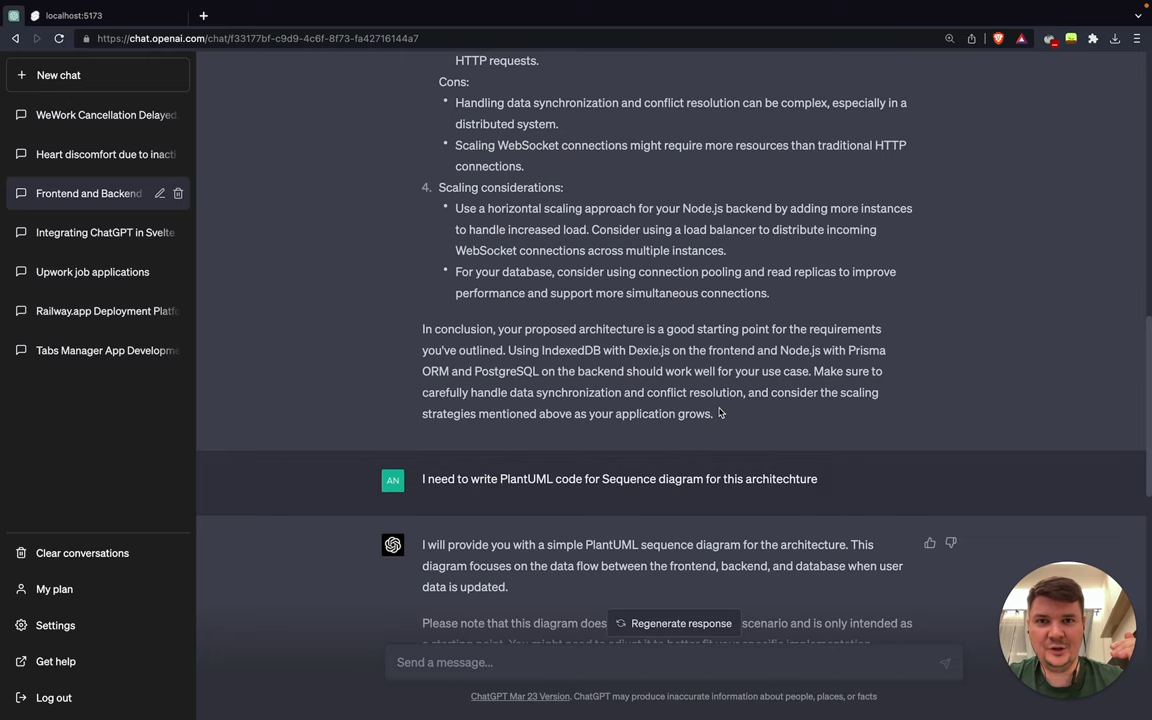 localhost:5173
https://chat.openai.com/chat/f33177bf-c9d9-4c6f-8f73-fa42716144a7
New chat
WeWork Cancellation Delayed
Heart discomfort due to inacti
Frontend and Backend
Integrating ChatGPT in Svelte
Upwork job applications
Railway.app Deployment Platfo
Tabs Manager App Developme
Clear conversations
My plan
Settings
Get help
Log out
HTTP requests.
Cons:
• Handling data synchronization and conflict resolution can be complex, especially in a
distributed system.
• Scaling WebSocket connections might require more resources than traditional HTTP
connections.
4. Scaling considerations:
• Use a horizontal scaling approach for your Node.js backend by adding more instances
to handle increased load. Consider using a load balancer to distribute incoming
WebSocket connections across multiple instances.
• For your database, consider using connection pooling and read replicas to improve
performance and support more simultaneous connections.
In conclusion, your proposed architecture is a good starting point for the requirements
you've outlined. Using IndexedDB with Dexie.js on the frontend and Node.js with Prisma
ORM and PostgreSQL on the backend should work well for your use case. Make sure to
carefully handle data synchronization and conflict resolution, and consider the scaling
strategies mentioned above as your application grows.
AN
I need to write PlantUML code for Sequence diagram for this architechture
I will provide you with a simple PlantUML sequence diagram for the architecture. This
diagram focuses on the data flow between the frontend, backend, and database when user
data is updated.
Please note that this diagram does
scenario and is only intended as
Regenerate response
Send a message...
ChatGPT Mar 23 Version. ChatGPT may produce inaccurate information about people, places, or facts